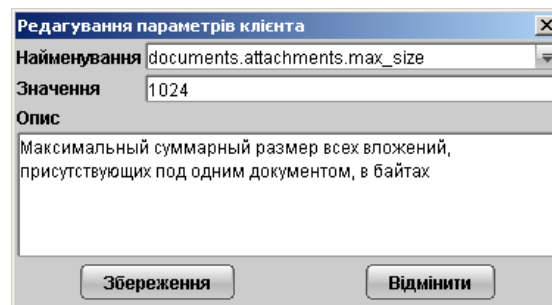 Редагування параметрів клієнта
Найменування documents.attachments.max_size
Значення 1024
Опис
Максимальный суммарный размер всех вложений,
присутствующих под одним документом, в байтах
Збереження Відмінити